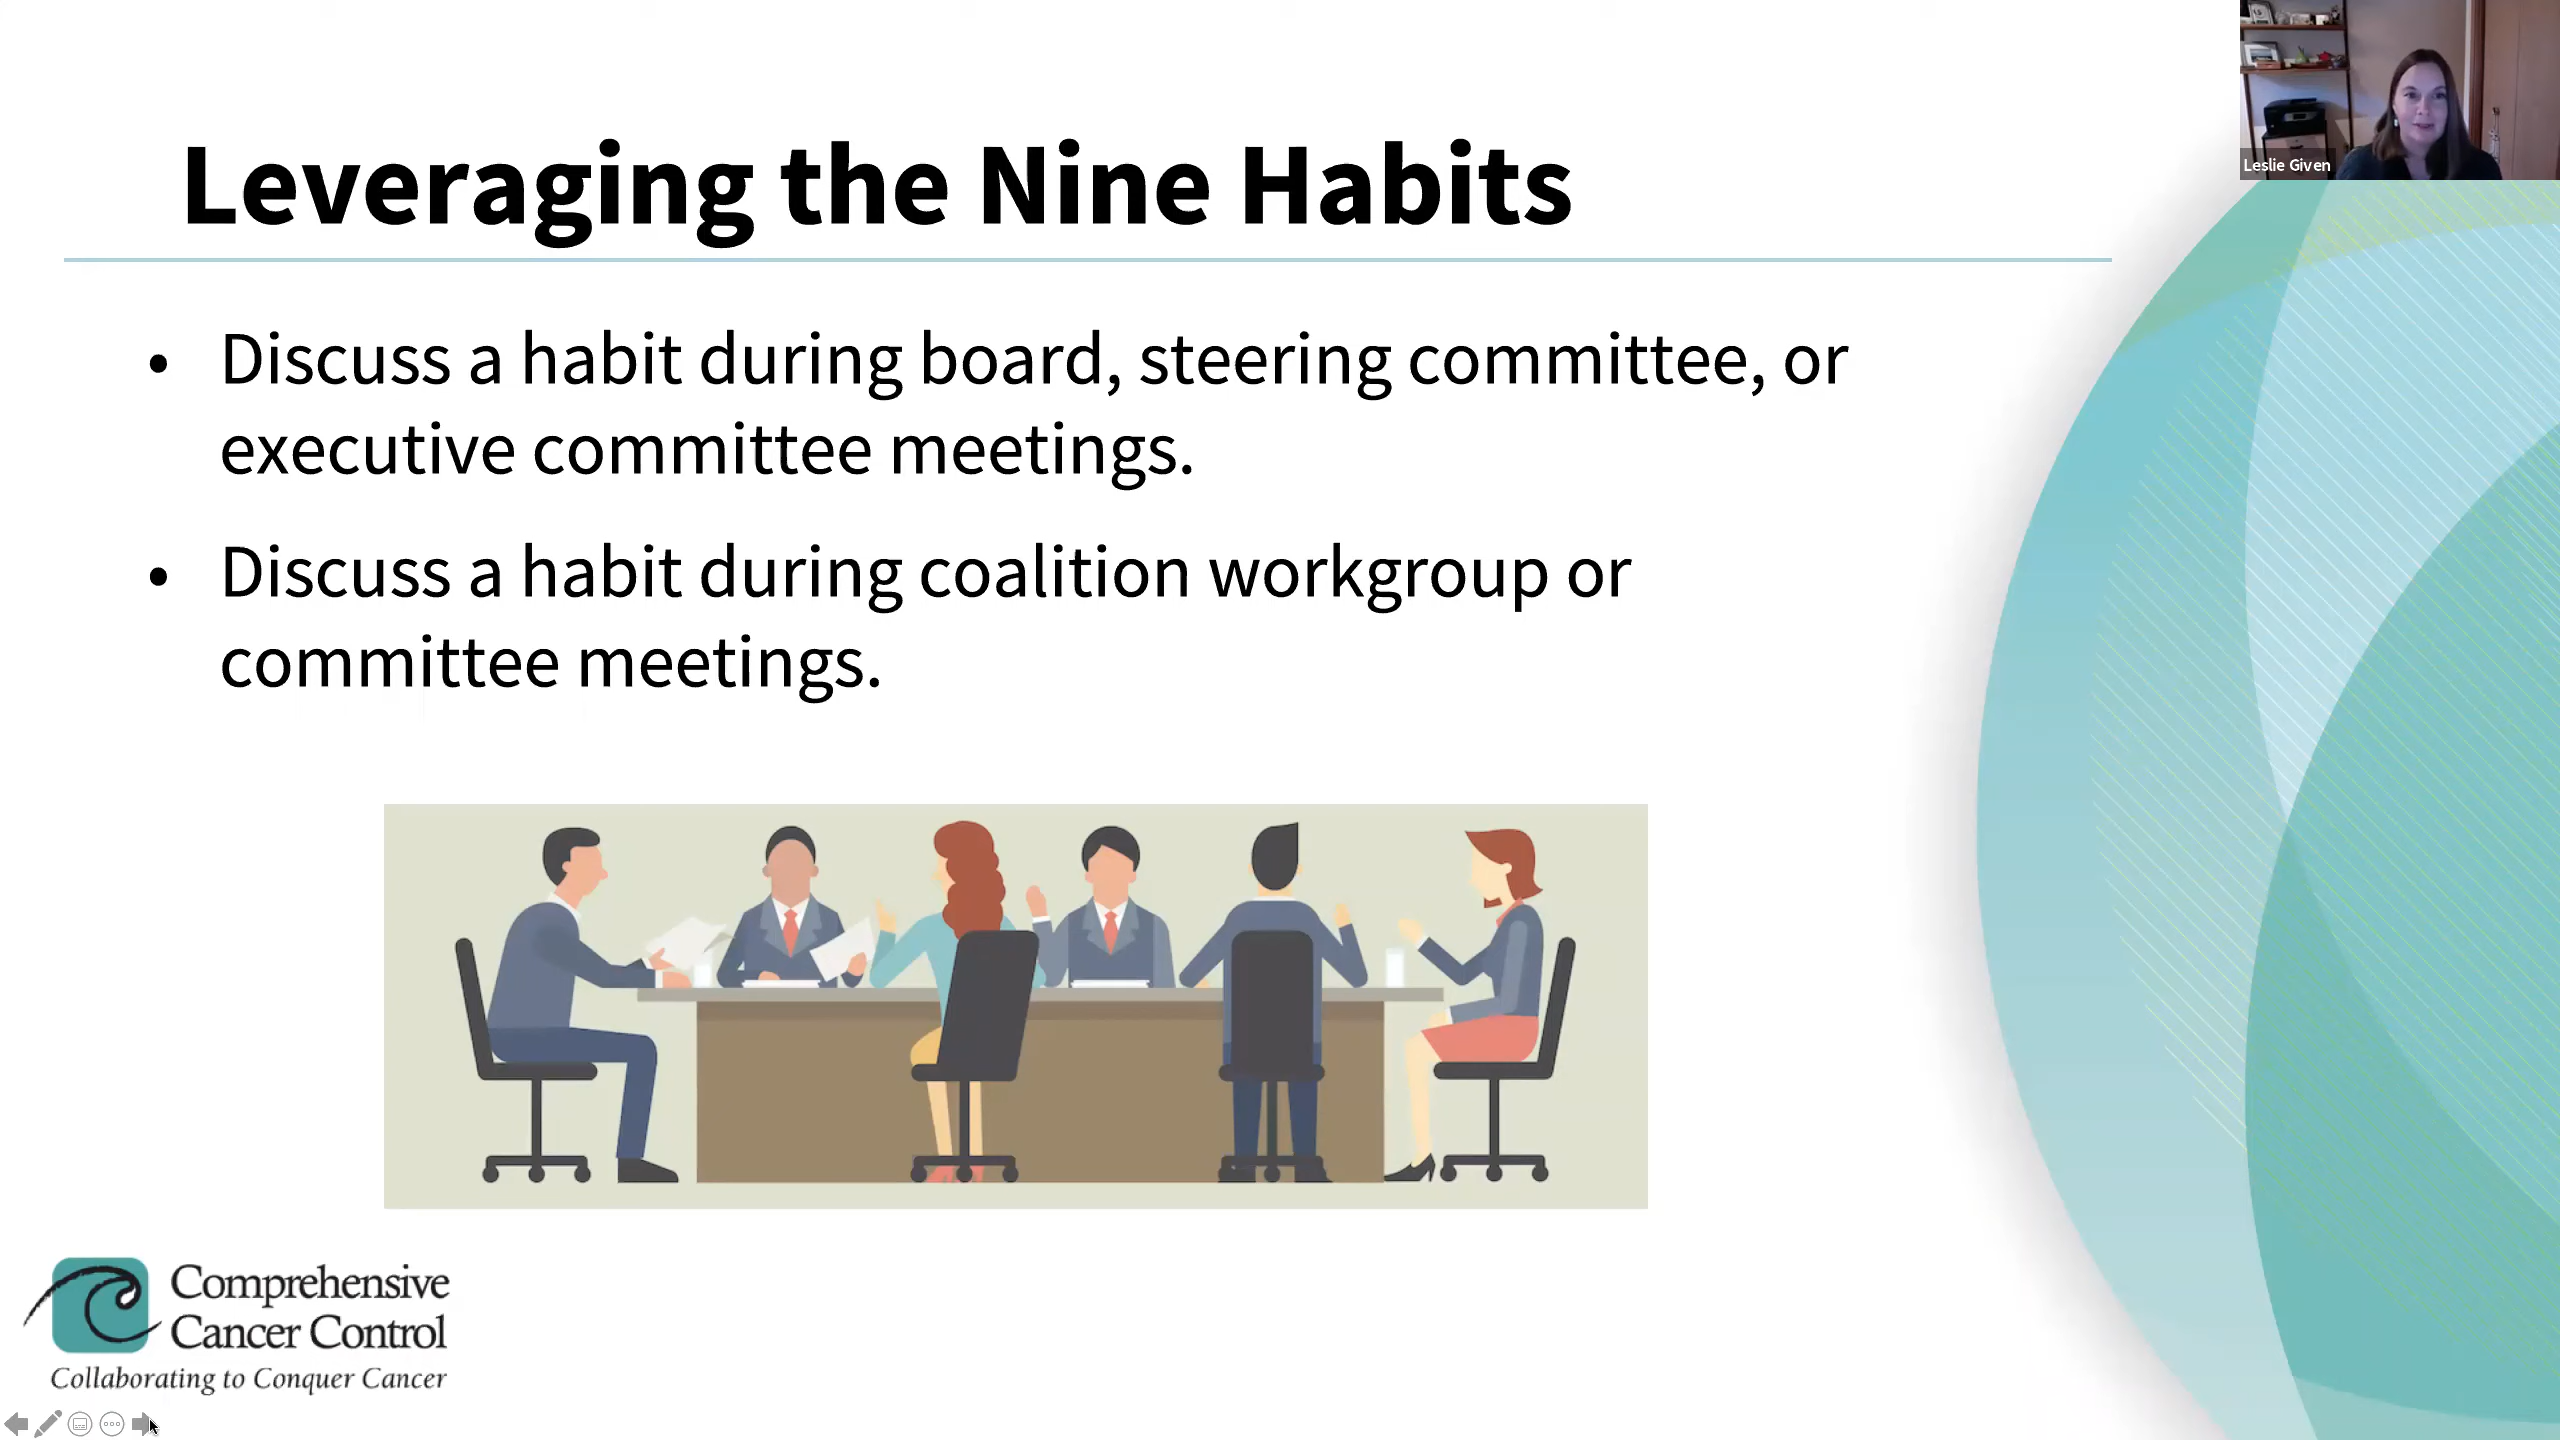 Leslie Given
Leveraging the Nine Habits
• Discuss a habit during board, steering committee, or
executive committee meetings.
• Discuss a habit during coalition workgroup or
committee meetings.
Comprehensive
Cancer Control
Collaborating to Conquer Cancer